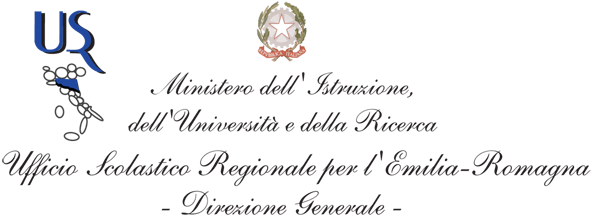 USR
Ministero dell'Istruzione,
dell'Università e della Ricerca
Ufficio Scolastico Regionale per l'Emilia-Romagna
- Direzione Generale -